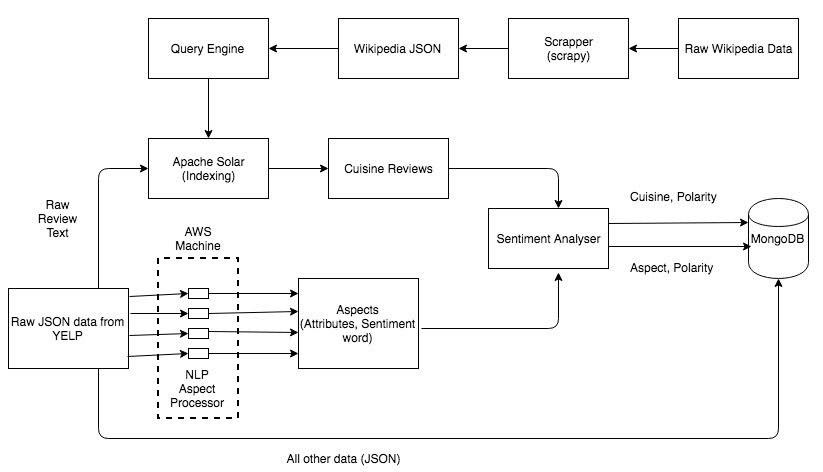 Query Engine
Wikipedia JSON
Scrapper
(scrapy)
Raw Wikipedia Data
Apache Solar
(Indexing)
Cuisine Reviews
Raw
Review
Text
Cuisine, Polarity
AWS
Machine
Sentiment Analyser
MongoDB
Aspect, Polarity
Raw JSON data from
YELP
Aspects
(Attributes, Sentiment
word)
NLP
Aspect
Processor
All other data (JSON)